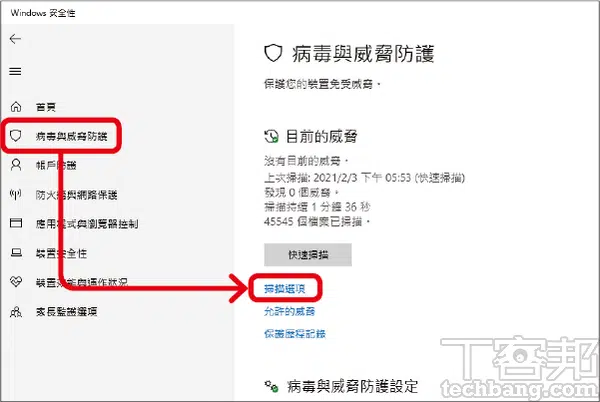 Windows 安全性
首頁
病毒與威脅防護
帳戶防護
防火牆與網路保護
應用程式與瀏覽器控制
裝置安全性
裝置效能與運作狀況
家長監護選項
病毒與威脅防護
保護您的裝置免受威脅。
目前的威脅
沒有目前的威脅。
上次掃描: 2021/2/3 下午 05:53 (快速掃描)
發現 0 個威脅。
掃描持續 1 分鐘 36 秒
45545 個檔案已掃描。
快速掃描
掃描選項
允許的威脅
保護歷程記錄
病毒與威脅防護設定
T客邦
techbang.com